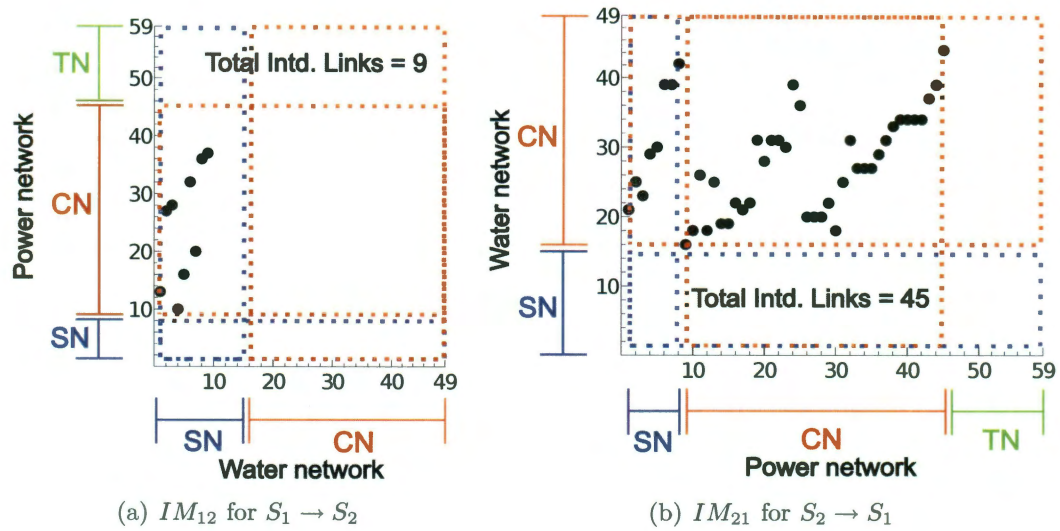 59
50
40
30
20
10
TN
CN
SN
Power network
Total Intd. Links = 9
10 20 30 40 49
SN CN
Water network
(a) IM₁₂ for S₁ → S₂
49
40
30
20
10
CN
SN
Water network
Total Intd. Links = 45
10 20 30 40 50 59
SN CN TN
Power network
(b) IM₂₁ for S₂ → S₁